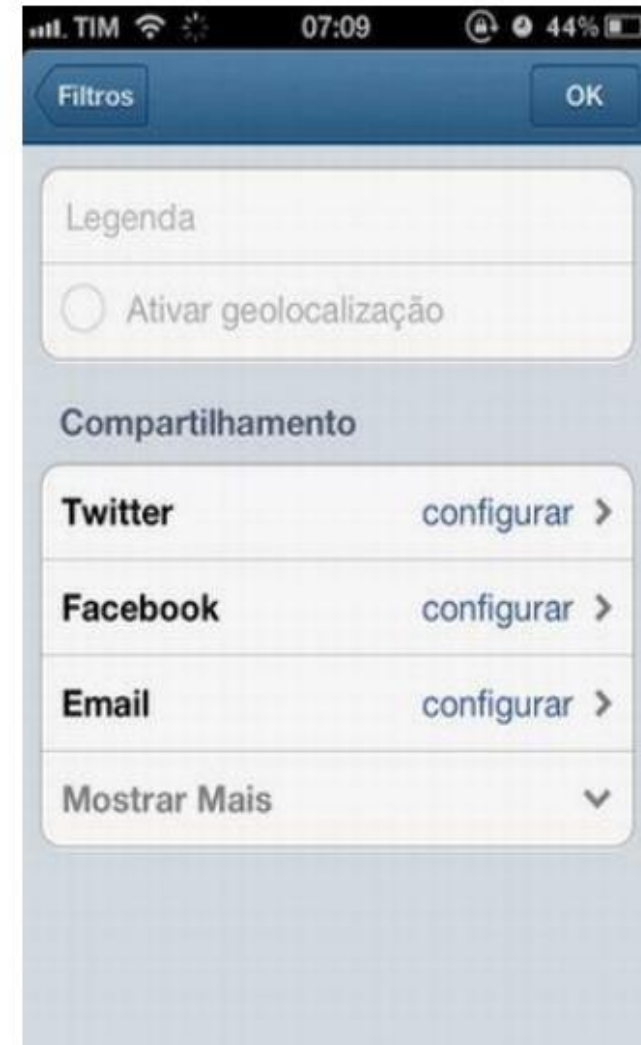 TIM 07:09 44%
Filtros OK
Legenda
Ativar geolocalização
Compartilhamento
Twitter configurar
Facebook configurar
Email configurar
Mostrar Mais